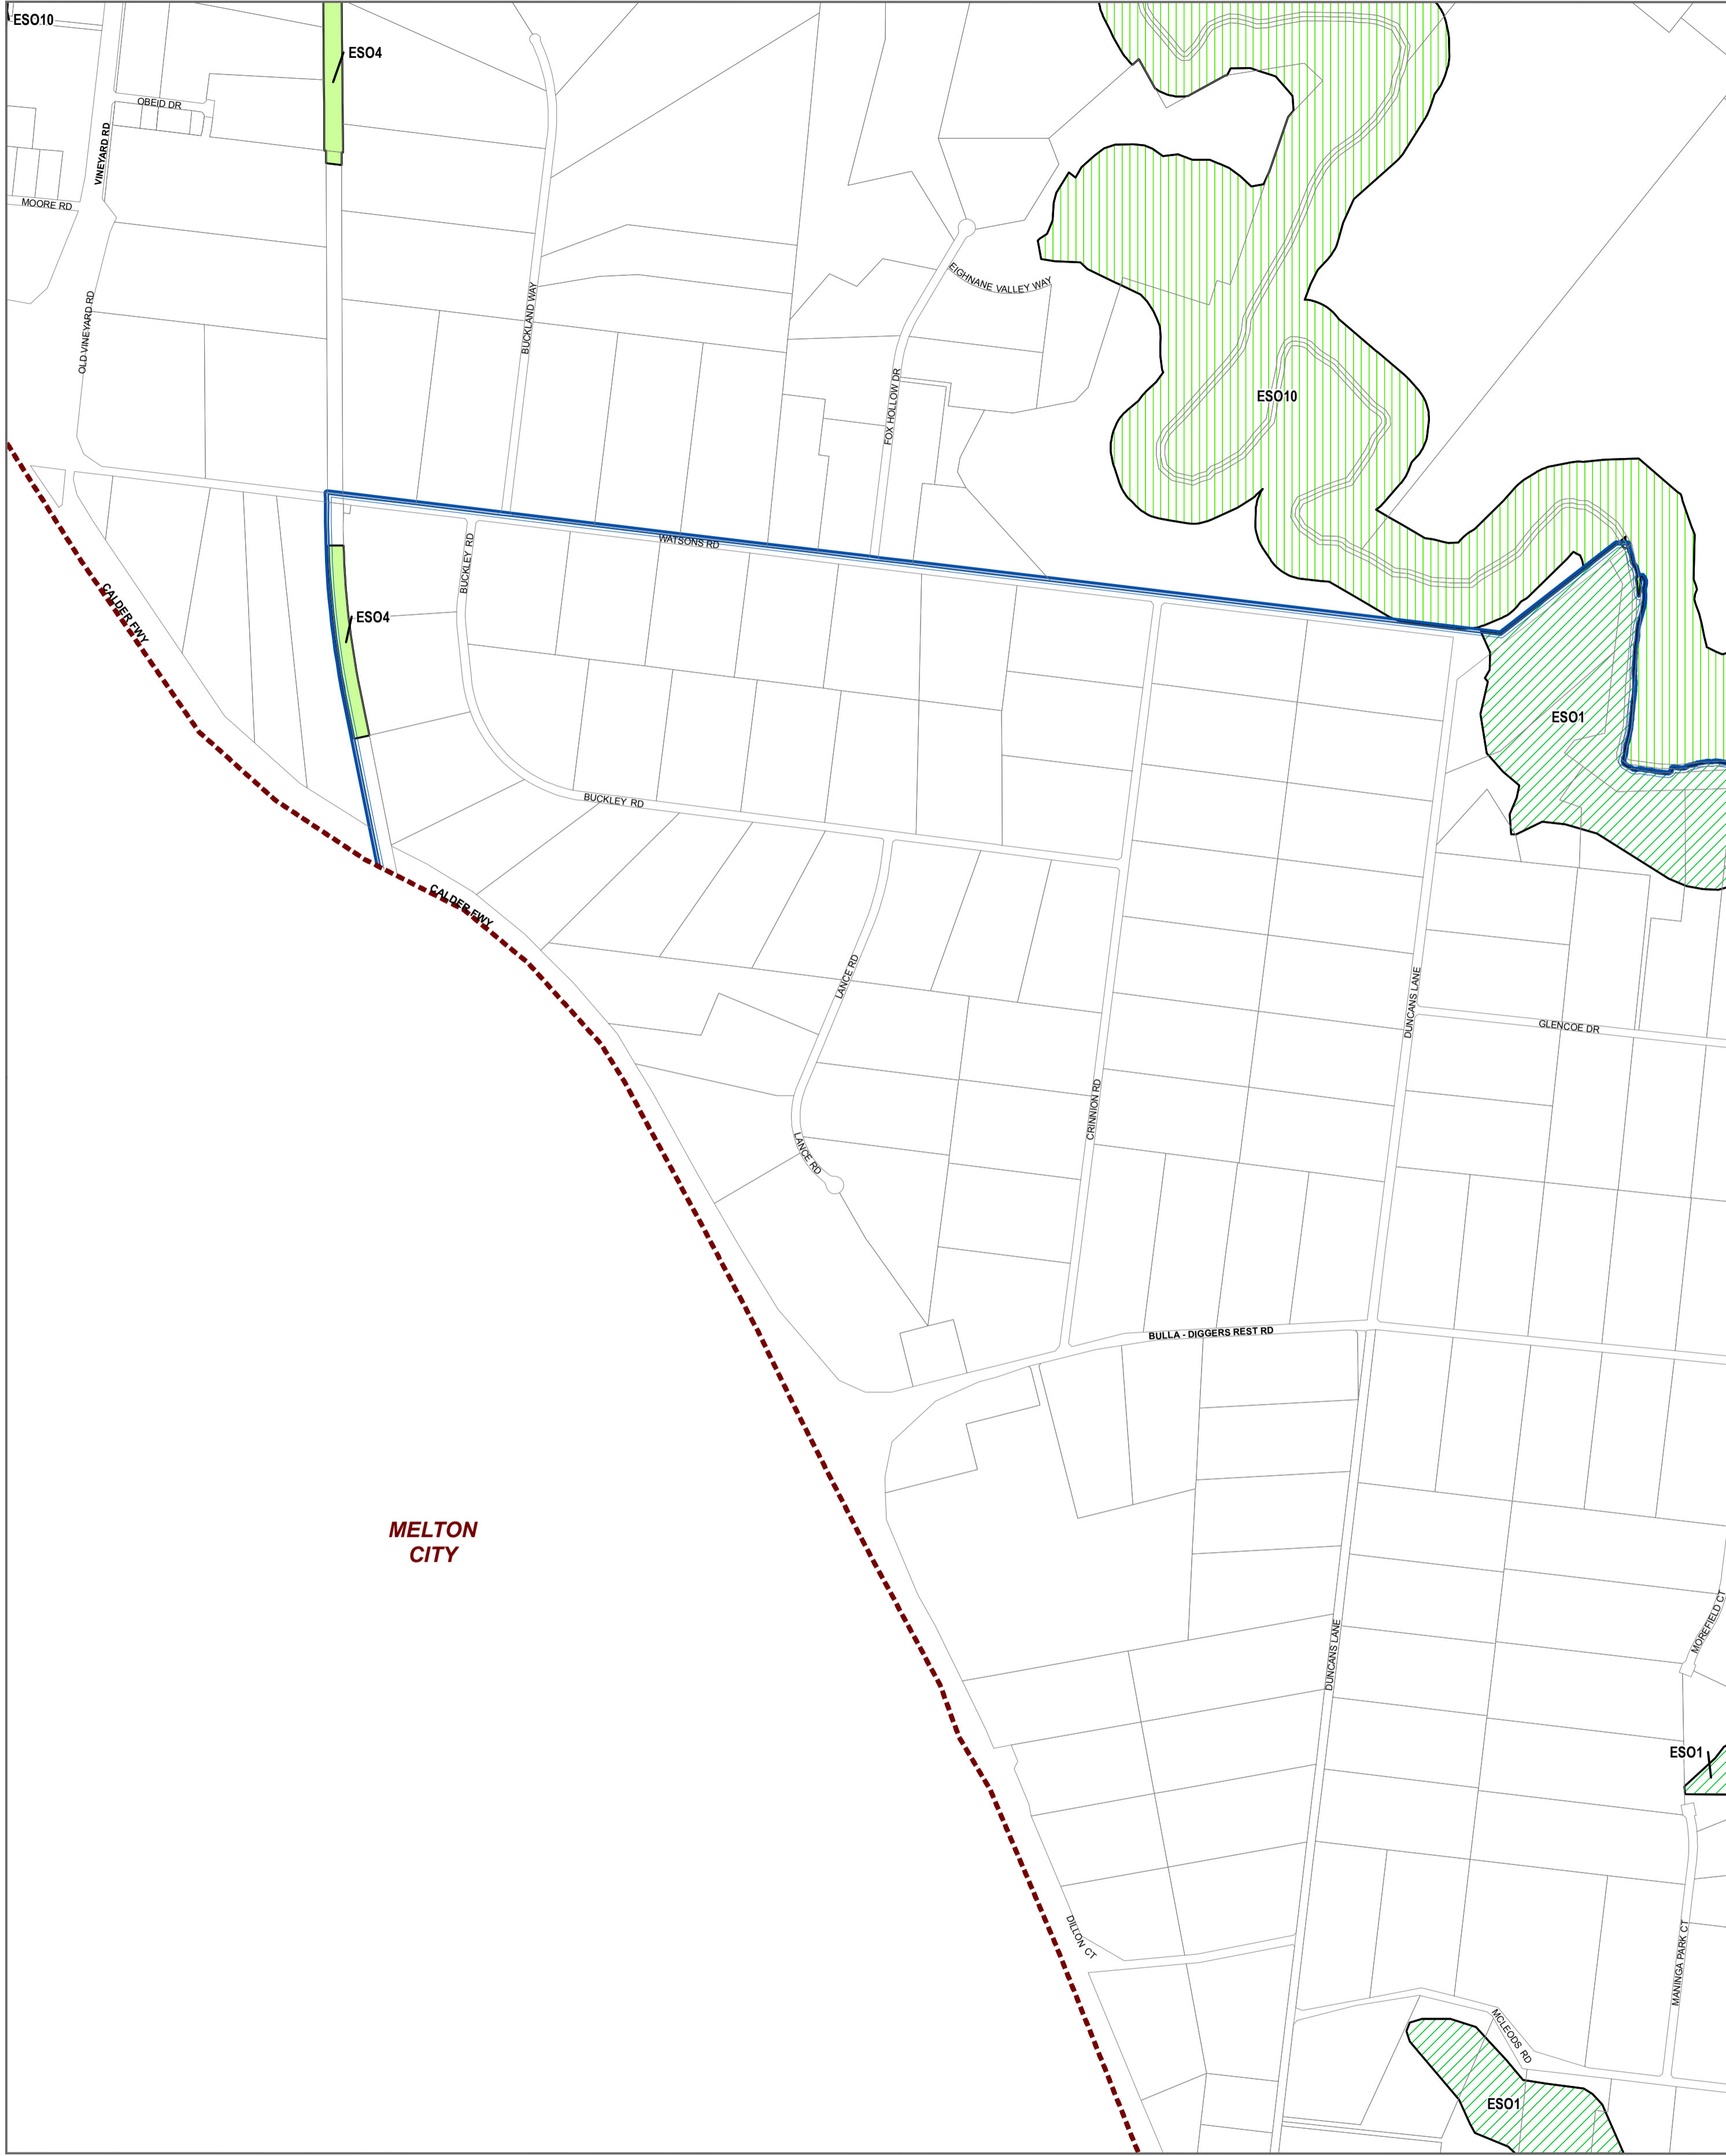 ESO10
ESO4
OBEID DR
VINEYARD RD
MOORE RD
EIGHNANE VALLEY WAY
OLD VINEYARD RD
BUCKLAND WAY
FOX HOLLOW DR
ESO10
WATSONS RD
BUCKLEY RD
CALDER FWY
ESO4
ESO1
BUCKLEY RD
CALDER FWY
LANCE RD
DUNCANS LANE
GLENCOE DR
CRINNION RD
LANCE RD
BULLA - DIGGERS REST RD
MELTON
CITY
MOREFIELD CT
DUNCANS LANE
ESO1
DILLON CT
MANINGA PARK CT
MCLEODS RD
ESO1